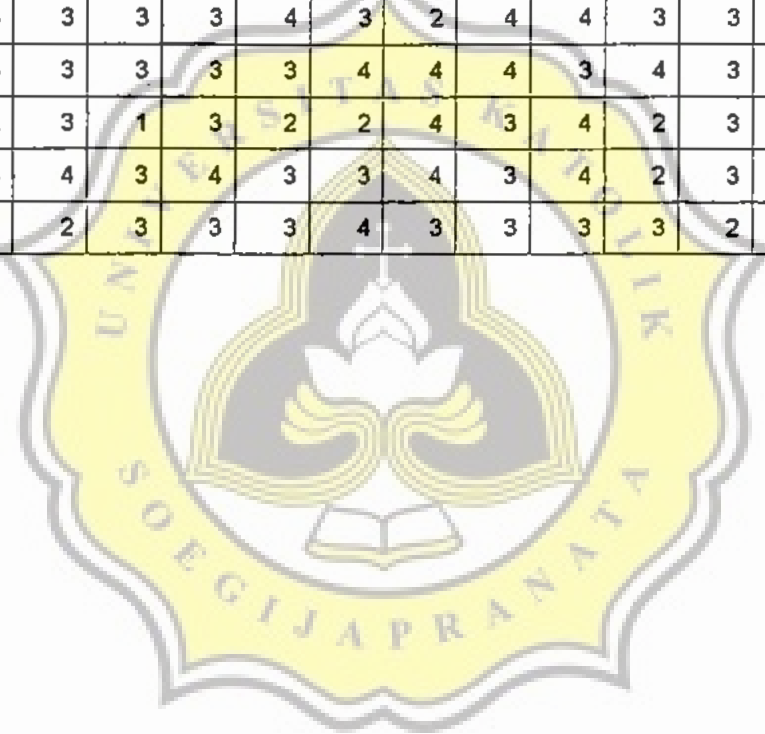 3 3 3 4 3 2 4 4 3 3
3 3 3 3 4 4 4 3 4 3
3 1 3 2 2 4 3 4 2 3
4 3 4 3 3 4 3 4 2 3
2 3 3 3 4 3 3 3 3 2
UNIVERSITAS KATOLIK
SOEGIJAPRANATA